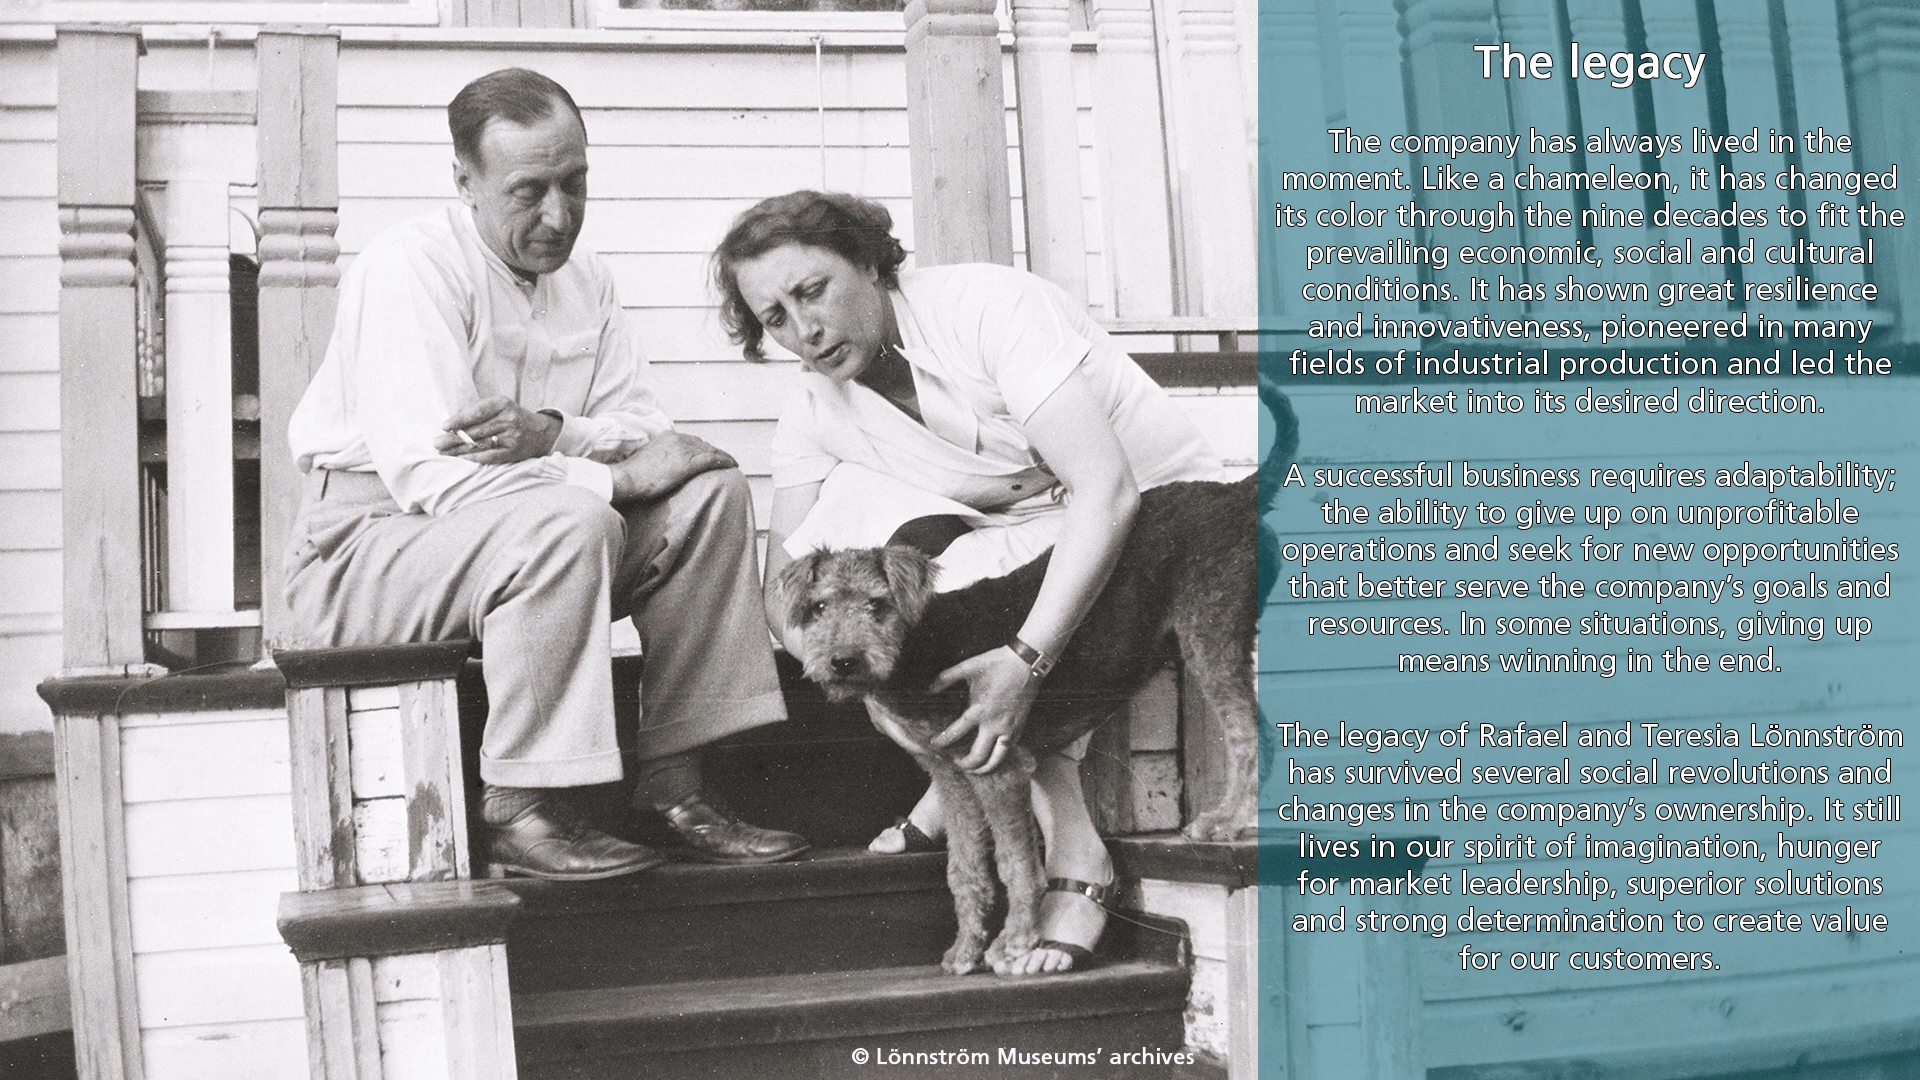 The legacy
The company has always lived in the
moment. Like a chameleon, it has changed
its color through the nine decades to fit the
prevailing economic, social and cultural
conditions. It has shown great resilience
and innovativeness, pioneered in many
fields of industrial production and led the
market into its desired direction.
A successful business requires adaptability;
the ability to give up on unprofitable
operations and seek for new opportunities
that better serve the company’s goals and
resources. In some situations, giving up
means winning in the end.
The legacy of Rafael and Teresia Lönnström
has survived several social revolutions and
changes in the company’s ownership. It still
lives in our spirit of imagination, hunger
for market leadership, superior solutions
and strong determination to create value
for our customers.
© Lönnström Museums’ archives